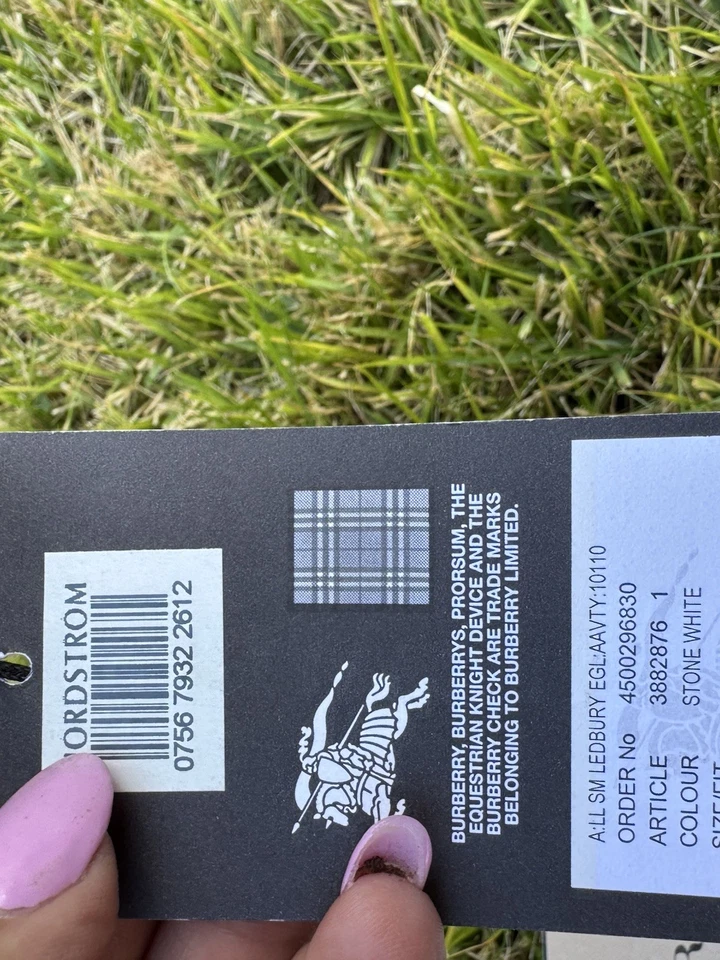 ORDSTROM
0756 7932 2612
BURBERRY, BURBERRYS, PRORSUM, THE
EQUESTRIAN KNIGHT DEVICE AND THE
BURBERRY CHECK ARE TRADE MARKS
BELONGING TO BURBERRY LIMITED.
A:LL SM LEDBURY EGL:AAVTY:10110
ORDER No 4500296830
ARTICLE 3882876 1
COLOUR STONE WHITE